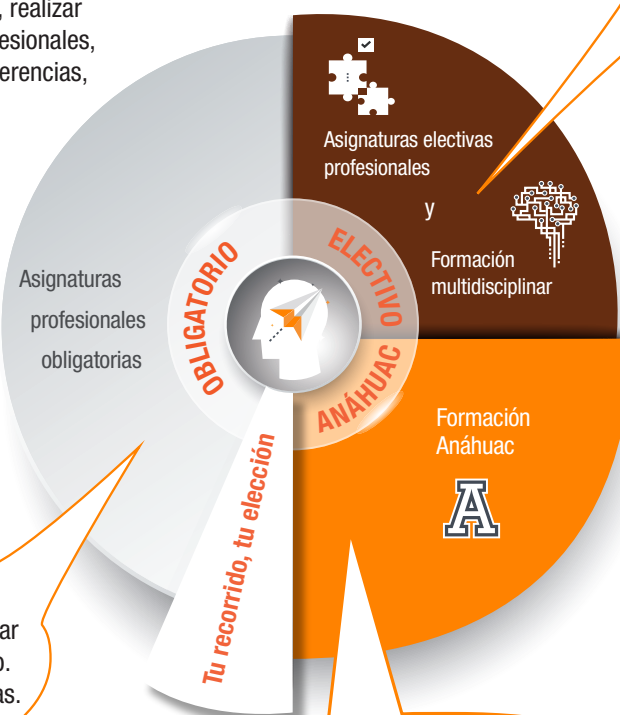 , realizar
esionales,
erencias,
Asignaturas electivas
profesionales
y
Formación
multidisciplinar
ELECTIVO
OBLIGATORIO
Asignaturas
profesionales
obligatorias
ANÁHUAC
Formación
Anáhuac
A
Tu recorrido, tu elección
ar
o.
as.